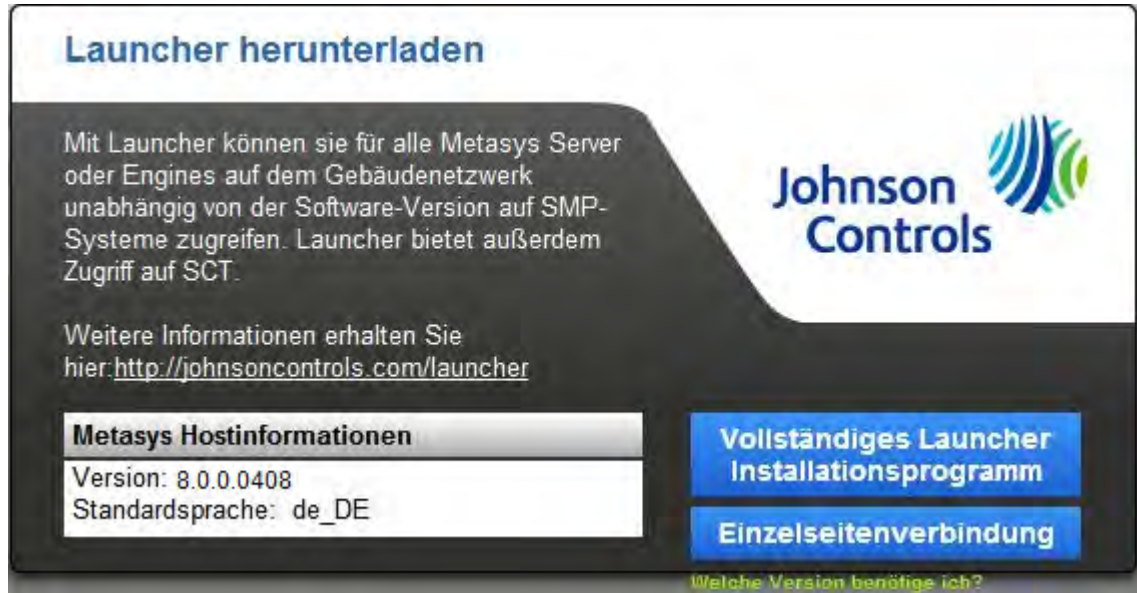 Launcher herunterladen
Mit Launcher können sie für alle Metasys Server
oder Engines auf dem Gebäudenetzwerk
unabhängig von der Software-Version auf SMP-
Systeme zugreifen. Launcher bietet außerdem
Zugriff auf SCT.
Johnson
Controls
Weitere Informationen erhalten Sie
hier:http://johnsoncontrols.com/launcher
Metasys Hostinformationen
Version: 8.0.0.0408
Standardsprache: de_DE
Vollständiges Launcher
Installationsprogramm
Einzelseitenverbindung
Welche Version benötige ich?